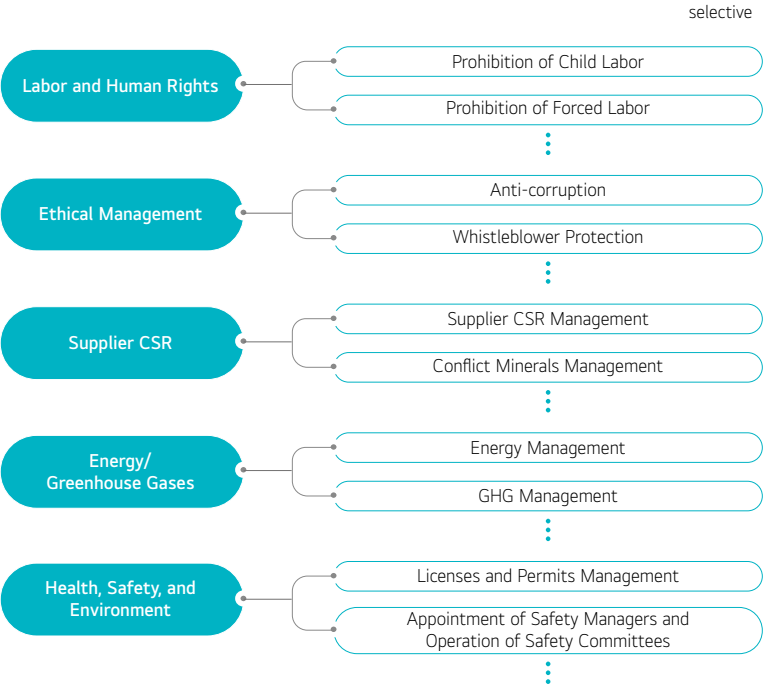 selective
Labor and Human Rights
Prohibition of Child Labor
Prohibition of Forced Labor
Ethical Management
Anti-corruption
Whistleblower Protection
Supplier CSR
Supplier CSR Management
Conflict Minerals Management
Energy/
Greenhouse Gases
Energy Management
GHG Management
Health, Safety, and
Environment
Licenses and Permits Management
Appointment of Safety Managers and
Operation of Safety Committees